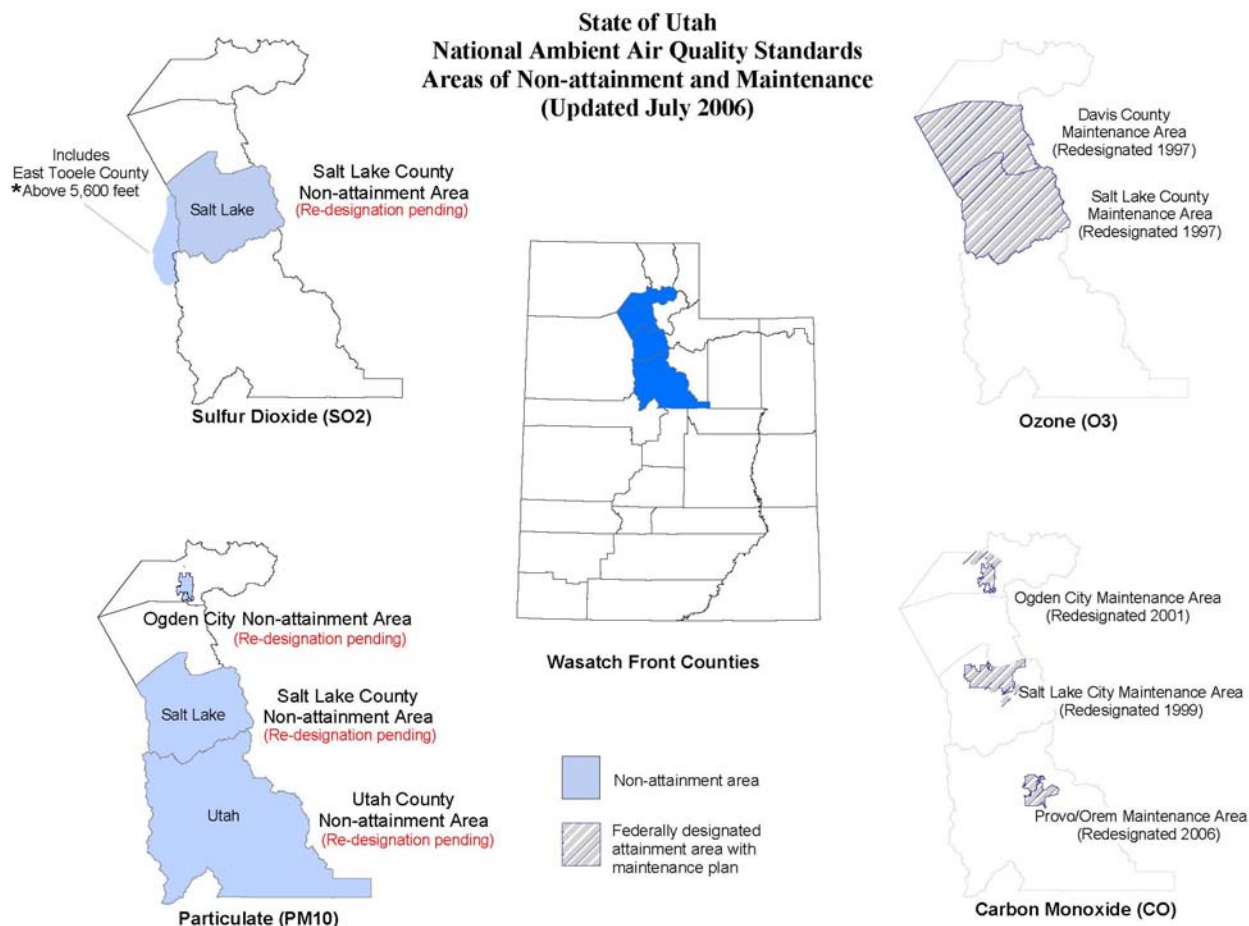 State of Utah
National Ambient Air Quality Standards
Areas of Non-attainment and Maintenance
(Updated July 2006)
Includes
East Tooele County
*Above 5,600 feet
Salt Lake
Salt Lake County
Non-attainment Area
(Re-designation pending)
Sulfur Dioxide (SO2)
Davis County
Maintenance Area
(Redesignated 1997)
Salt Lake County
Maintenance Area
(Redesignated 1997)
Ozone (O3)
Wasatch Front Counties
Ogden City Non-attainment Area
(Re-designation pending)
Salt Lake
Salt Lake County
Non-attainment Area
(Re-designation pending)
Utah
Utah County
Non-attainment Area
(Re-designation pending)
Particulate (PM10)
Non-attainment area
Federally designated
attainment area with
maintenance plan
Ogden City Maintenance Area
(Redesignated 2001)
Salt Lake City Maintenance Area
(Redesignated 1999)
Provo/Orem Maintenance Area
(Redesignated 2006)
Carbon Monoxide (CO)